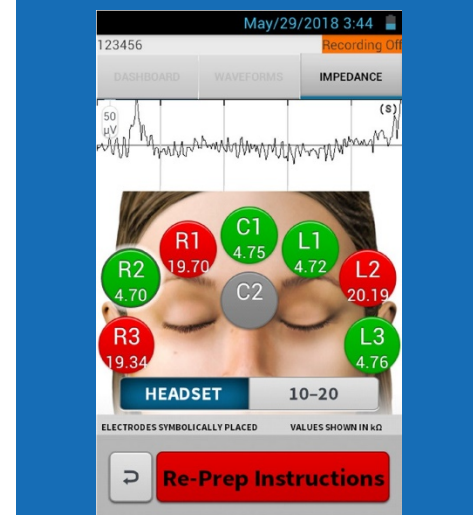 May/29/2018 3:44
123456 Recording Off
DASHBOARD WAVEFORMS IMPEDANCE
50 μV
(S)
C1
4.75
R1
19.70
L1
4.72
R2
4.70
L2
20.19
C2
R3
19.34
L3
4.76
HEADSET 10–20
ELECTRODES SYMBOLICALLY PLACED VALUES SHOWN IN kΩ
Re-Prep Instructions